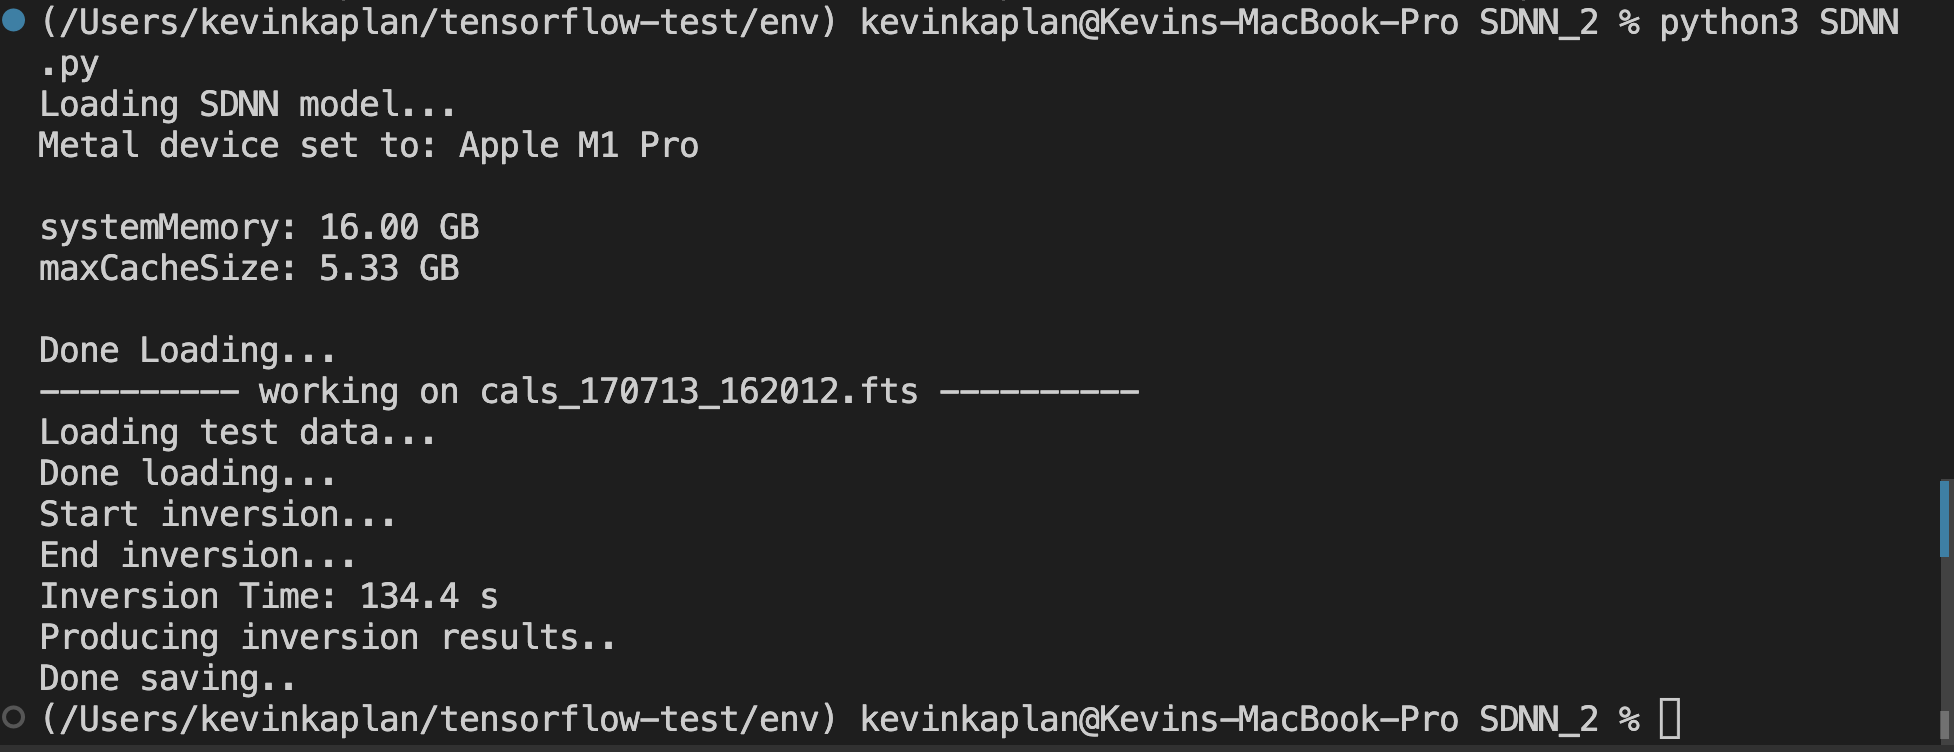 (/Users/kevinkaplan/tensorflow-test/env) kevinkaplan@Kevins-MacBook-Pro SDNN_2 % python3 SDNN
.py
Loading SDNN model...
Metal device set to: Apple M1 Pro
systemMemory: 16.00 GB
maxCacheSize: 5.33 GB
Done Loading...
---------- working on cals_170713_162012.fts ----------
Loading test data...
Done loading...
Start inversion...
End inversion...
Inversion Time: 134.4 s
Producing inversion results..
Done saving..
(/Users/kevinkaplan/tensorflow-test/env) kevinkaplan@Kevins-MacBook-Pro SDNN_2 %